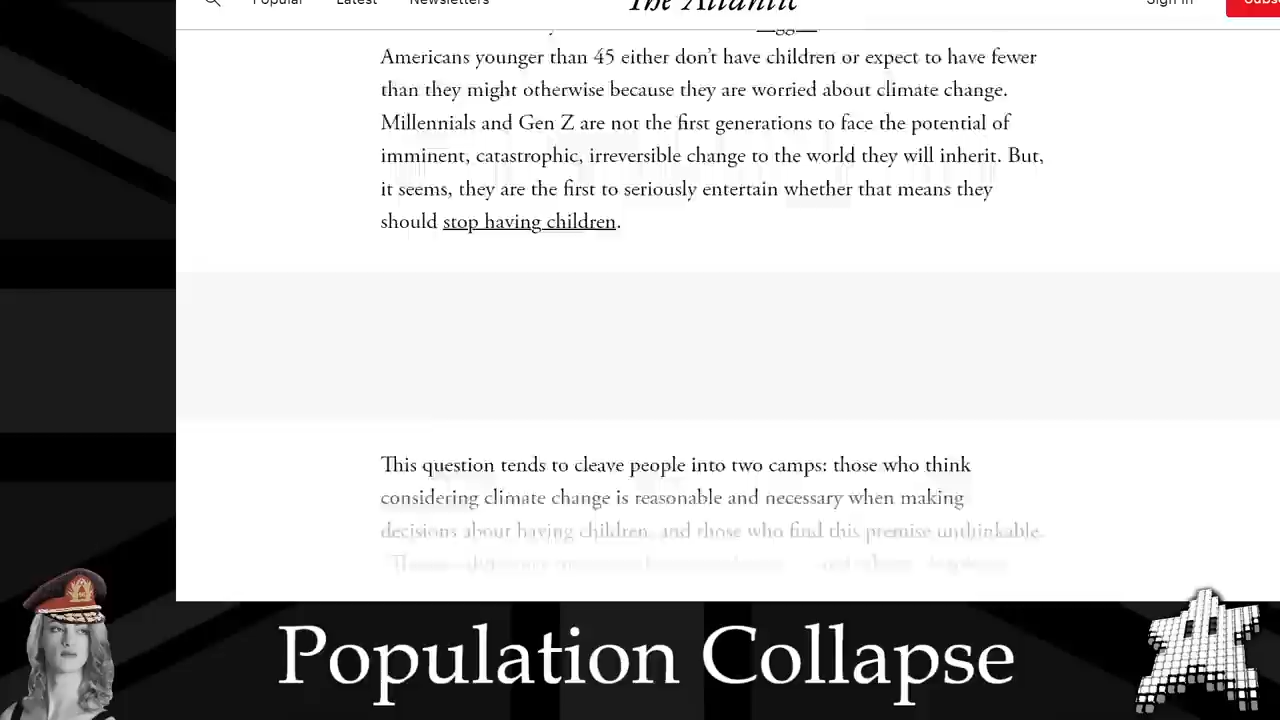 Popular Latest Newsletters The Atlantic Sign In
Americans younger than 45 either don't have children or expect to have fewer
than they might otherwise because they are worried about climate change.
Millennials and Gen Z are not the first generations to face the potential of
imminent, catastrophic, irreversible change to the world they will inherit. But,
it seems, they are the first to seriously entertain whether that means they
should stop having children.
This question tends to cleave people into two camps: those who think
considering climate change is reasonable and necessary when making
decisions about having children, and those who find this premise unthinkable.
Population Collapse